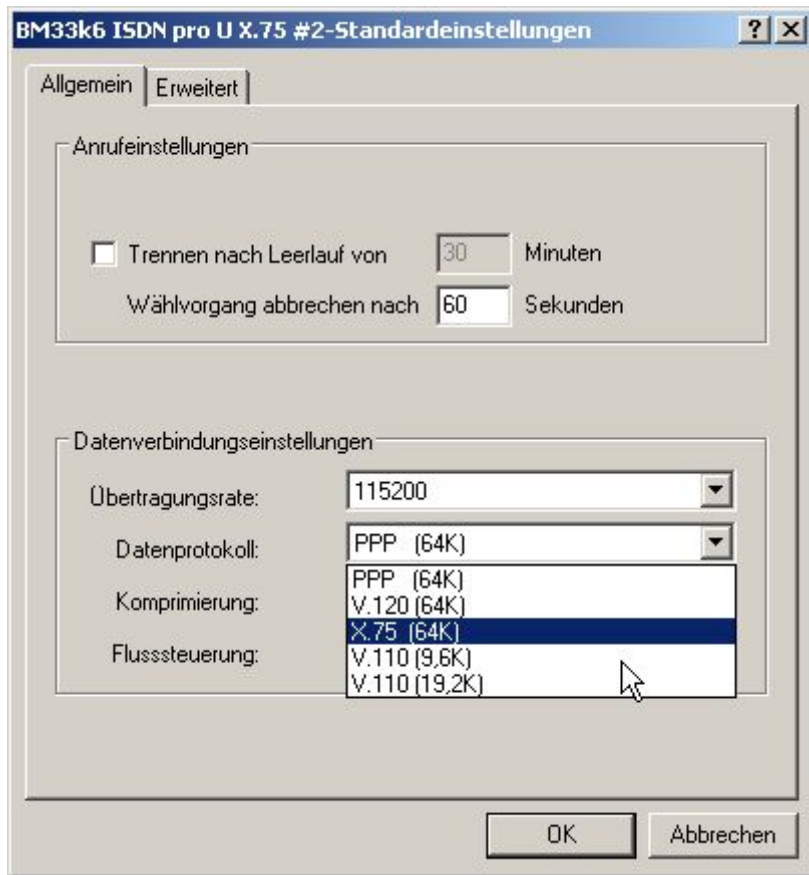 BM33k6 ISDN pro U X.75 #2-Standardeinstellungen
Allgemein Erweitert
Anrufeinstellungen
Trennen nach Leerlauf von 30 Minuten
Wählvorgang abbrechen nach 60 Sekunden
Datenverbindungseinstellungen
Übertragungsrate: 115200
Datenprotokoll: PPP (64K)
PPP (64K)
Komprimierung: V.120 (64K)
X.75 (64K)
Flusssteuerung: V.110 (9,6K)
V.110 (19,2K)
OK Abbrechen